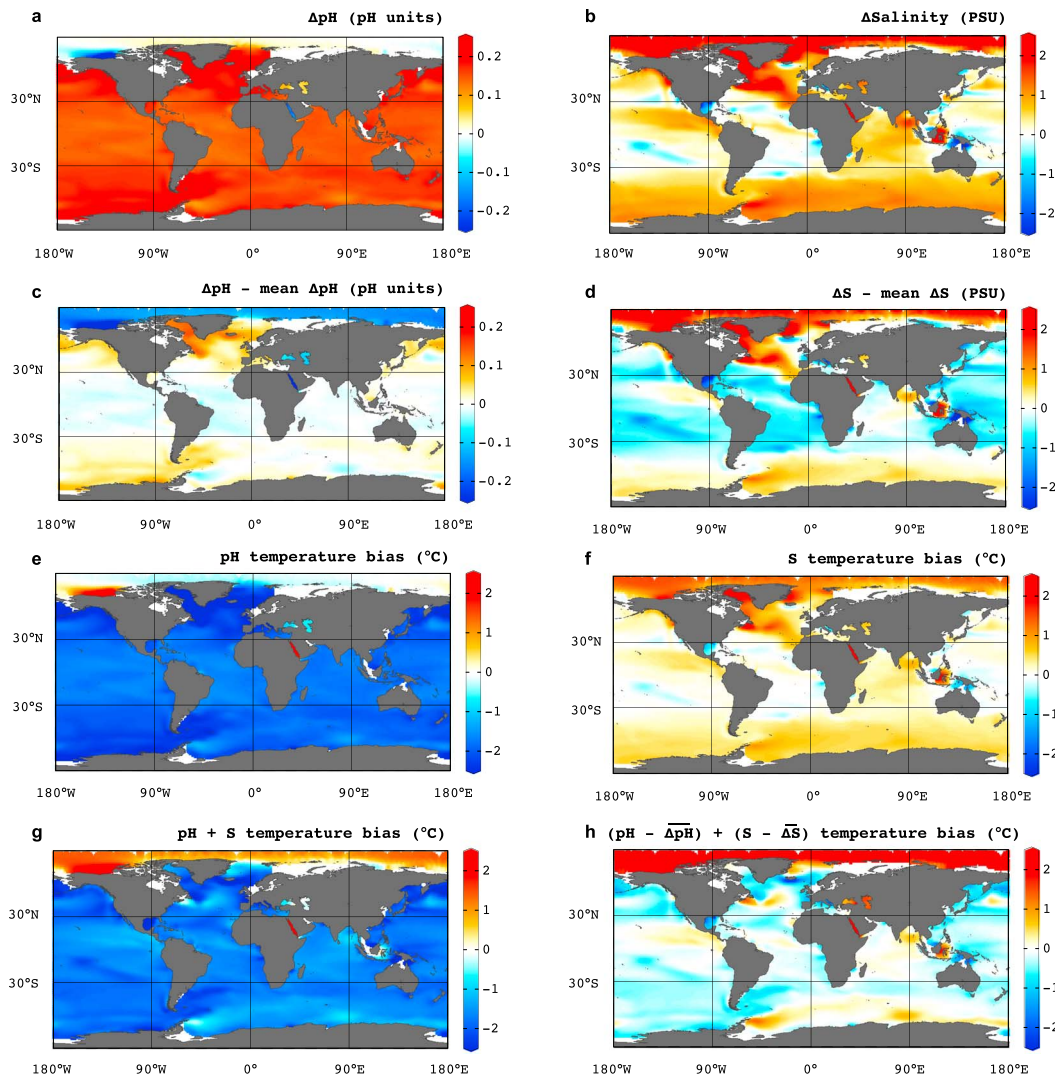 a ΔpH (pH units)
0.2
0.1
0
−0.1
−0.2
30°N
30°S
180°W 90°W 0° 90°E 180°E
b ΔSalinity (PSU)
2
1
0
−1
−2
30°N
30°S
180°W 90°W 0° 90°E 180°E
c ΔpH − mean ΔpH (pH units)
0.2
0.1
0
−0.1
−0.2
30°N
30°S
180°W 90°W 0° 90°E 180°E
d ΔS − mean ΔS (PSU)
2
1
0
−1
−2
30°N
30°S
180°W 90°W 0° 90°E 180°E
e pH temperature bias (°C)
2
1
0
−1
−2
30°N
30°S
180°W 90°W 0° 90°E 180°E
f S temperature bias (°C)
2
1
0
−1
−2
30°N
30°S
180°W 90°W 0° 90°E 180°E
g pH + S temperature bias (°C)
2
1
0
−1
−2
30°N
30°S
180°W 90°W 0° 90°E 180°E
h (pH − \overline{ΔpH}) + (S − \overline{ΔS}) temperature bias (°C)
2
1
0
−1
−2
30°N
30°S
180°W 90°W 0° 90°E 180°E